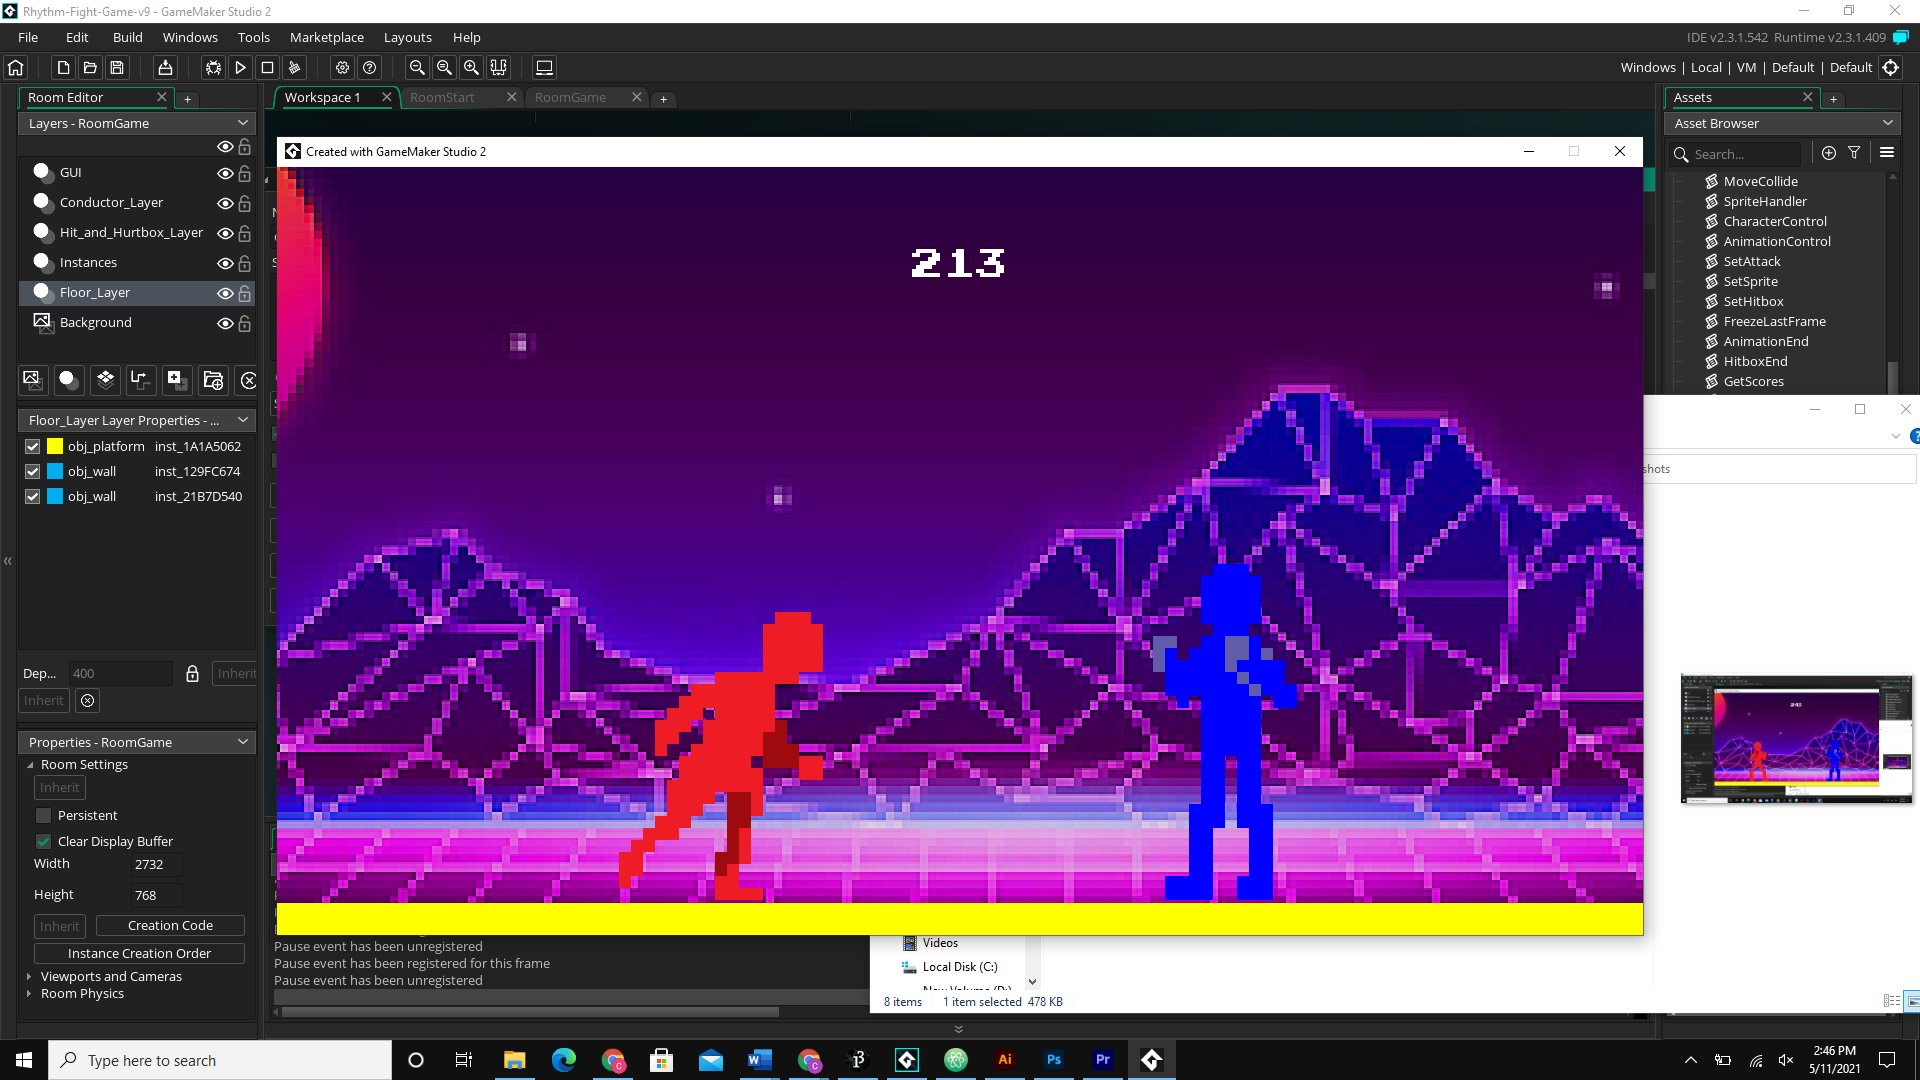 Rhythm-Fight-Game-v9 - GameMaker Studio 2
File Edit Build Windows Tools Marketplace Layouts Help
IDE v2.3.1.542 Runtime v2.3.1.409
Windows | Local | VM | Default | Default
Room Editor
Workspace 1
RoomStart
RoomGame
Assets
Layers - RoomGame
Asset Browser
Search...
GUI
Conductor_Layer
Hit_and_Hurtbox_Layer
Instances
Floor_Layer
Background
Floor_Layer Layer Properties - ...
obj_platform inst_1A1A5062
obj_wall inst_129FC674
obj_wall inst_21B7D540
Dep... 400
Inherit
Inherit
Properties - RoomGame
Room Settings
Inherit
Persistent
Clear Display Buffer
Width 2732
Height 768
Inherit
Creation Code
Instance Creation Order
Viewports and Cameras
Room Physics
Created with GameMaker Studio 2
213
MoveCollide
SpriteHandler
CharacterControl
AnimationControl
SetAttack
SetSprite
SetHitbox
FreezeLastFrame
AnimationEnd
HitboxEnd
GetScores
shots
Pause event has been unregistered
Pause event has been registered for this frame
Pause event has been unregistered
Videos
Local Disk (C:)
8 items 1 item selected 478 KB
Type here to search
2:46 PM
5/11/2021